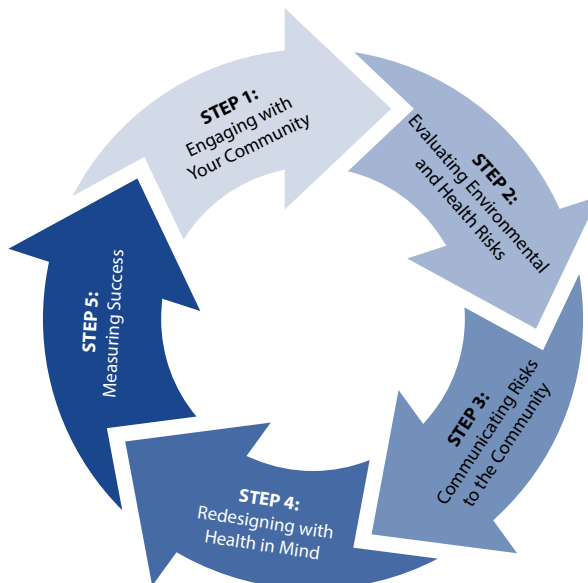 STEP 1:
Engaging with
Your Community
STEP 2:
Evaluating Environmental
and Health Risks
STEP 3:
Communicating Risks
to the Community
STEP 4:
Redesigning with
Health in Mind
STEP 5:
Measuring Success